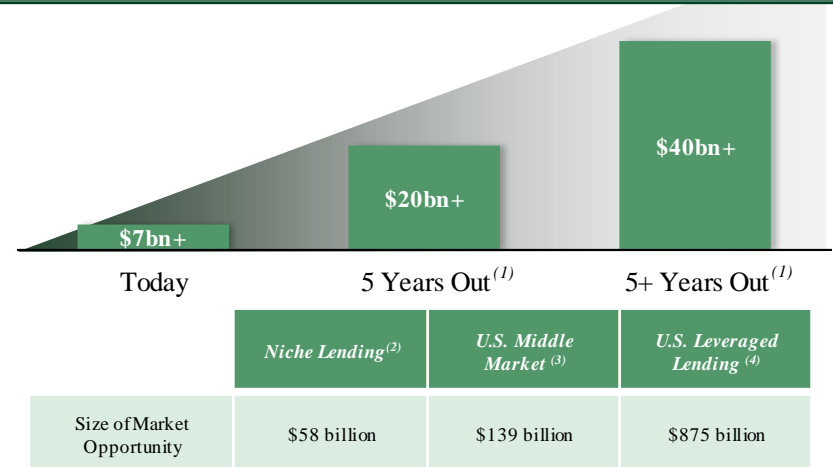 $40bn+
$20bn+
$7bn+
Today
5 Years Out(1)
5+ Years Out(1)
Niche Lending(2)
U.S. Middle
Market (3)
U.S. Leveraged
Lending (4)
Size of Market
Opportunity
$58 billion
$139 billion
$875 billion